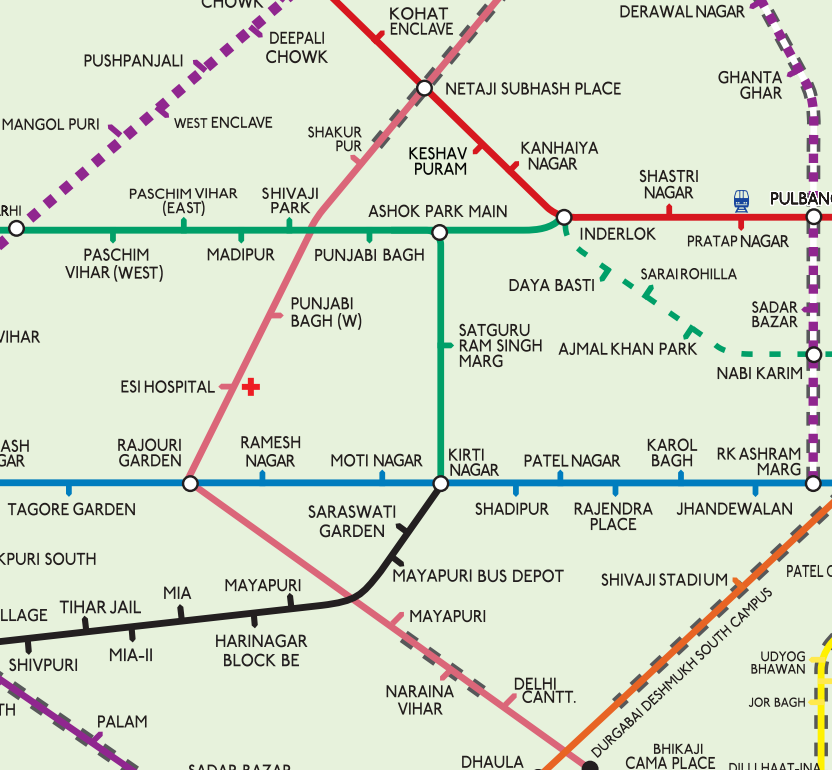 CHOWK
KOHAT
ENCLAVE
DERAWAL NAGAR
DEEPALI
CHOWK
PUSHPANJALI
GHANTA
GHAR
NETAJI SUBHASH PLACE
MANGOL PURI
WEST ENCLAVE
SHAKUR
PUR
KESHAV
PURAM
KANHAIYA
NAGAR
SHASTRI
NAGAR
PASCHIM VIHAR
(EAST)
SHIVAJI
PARK
ASHOK PARK MAIN
PULBANG
RHI
INDERLOK
PRATAP NAGAR
PASCHIM
VIHAR (WEST)
MADIPUR
PUNJABI BAGH
DAYA BASTI
SARAI ROHILLA
PUNJABI
BAGH (W)
SADAR
BAZAR
VIHAR
SATGURU
RAM SINGH
MARG
AJMAL KHAN PARK
NABI KARIM
ESI HOSPITAL
ASH
GAR
RAJOURI
GARDEN
RAMESH
NAGAR
MOTI NAGAR
KIRTI
NAGAR
PATEL NAGAR
KAROL
BAGH
RK ASHRAM
MARG
TAGORE GARDEN
SARASWATI
GARDEN
SHADIPUR
RAJENDRA
PLACE
JHANDEWALAN
KPURI SOUTH
MAYAPURI BUS DEPOT
SHIVAJI STADIUM
PATEL C
LLAGE
TIHAR JAIL
MIA
MAYAPURI
MAYAPURI
SHIVPURI
MIA-II
HARINAGAR
BLOCK BE
DURGABAI DESHMUKH SOUTH CAMPUS
UDYOG
BHAWAN
NARAINA
VIHAR
DELHI
CANTT.
JOR BAGH
TH
PALAM
SADAR BAZAR
DHAULA
BHIKAJI
CAMA PLACE
DILLI HAAT-INA